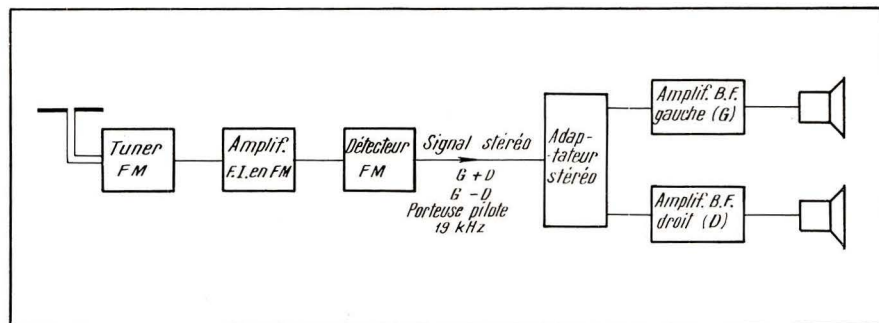 Tuner
FM
Amplif.
F.I. en FM
Détecteur
FM
Signal stéréo
G + D
G - D
Porteuse pilote
19 kHz
Adap-
tateur
stéréo
Amplif. B.F.
gauche (G)
Amplif. B.F.
droit (D)